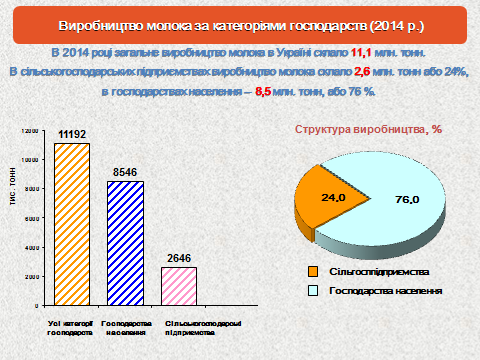 Виробництво молока за категоріями господарств (2014 р.)
В 2014 році загальне виробництво молока в Україні склало 11,1 млн. тонн.
В сільськогосподарських підприємствах виробництво молока склало 2,6 млн. тонн або 24%,
в господарствах населення – 8,5 млн. тонн, або 76 %.
тис. тонн
12000
10000
8000
6000
4000
2000
0
11192
8546
2646
Усі категорії господарств
Господарства населення
Сільськогосподарські підприємства
Структура виробництва, %
24,0
76,0
Сільгосппідприємства
Господарства населення